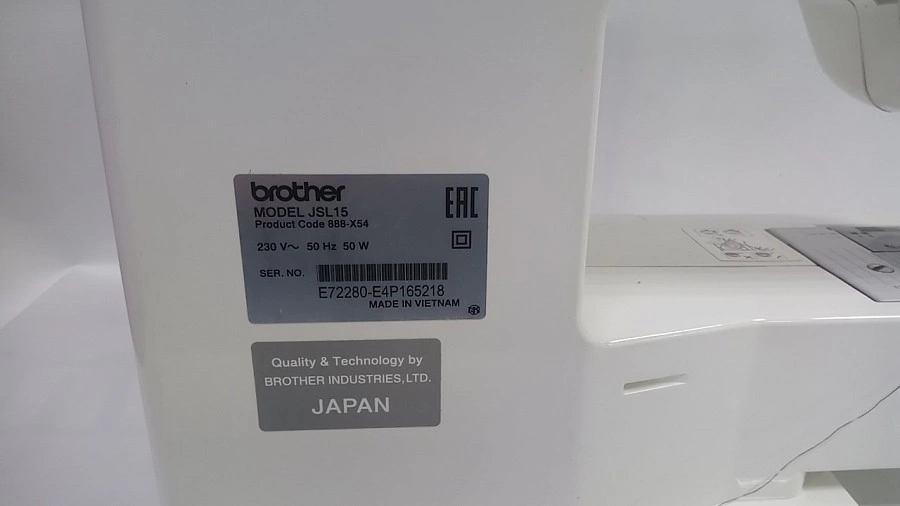 brother
EAC
MODEL JSL15
Product Code 888-X54
230 V～ 50 Hz 50 W
SER. NO.
E72280-E4P165218
MADE IN VIETNAM
Quality & Technology by
BROTHER INDUSTRIES,LTD.
JAPAN